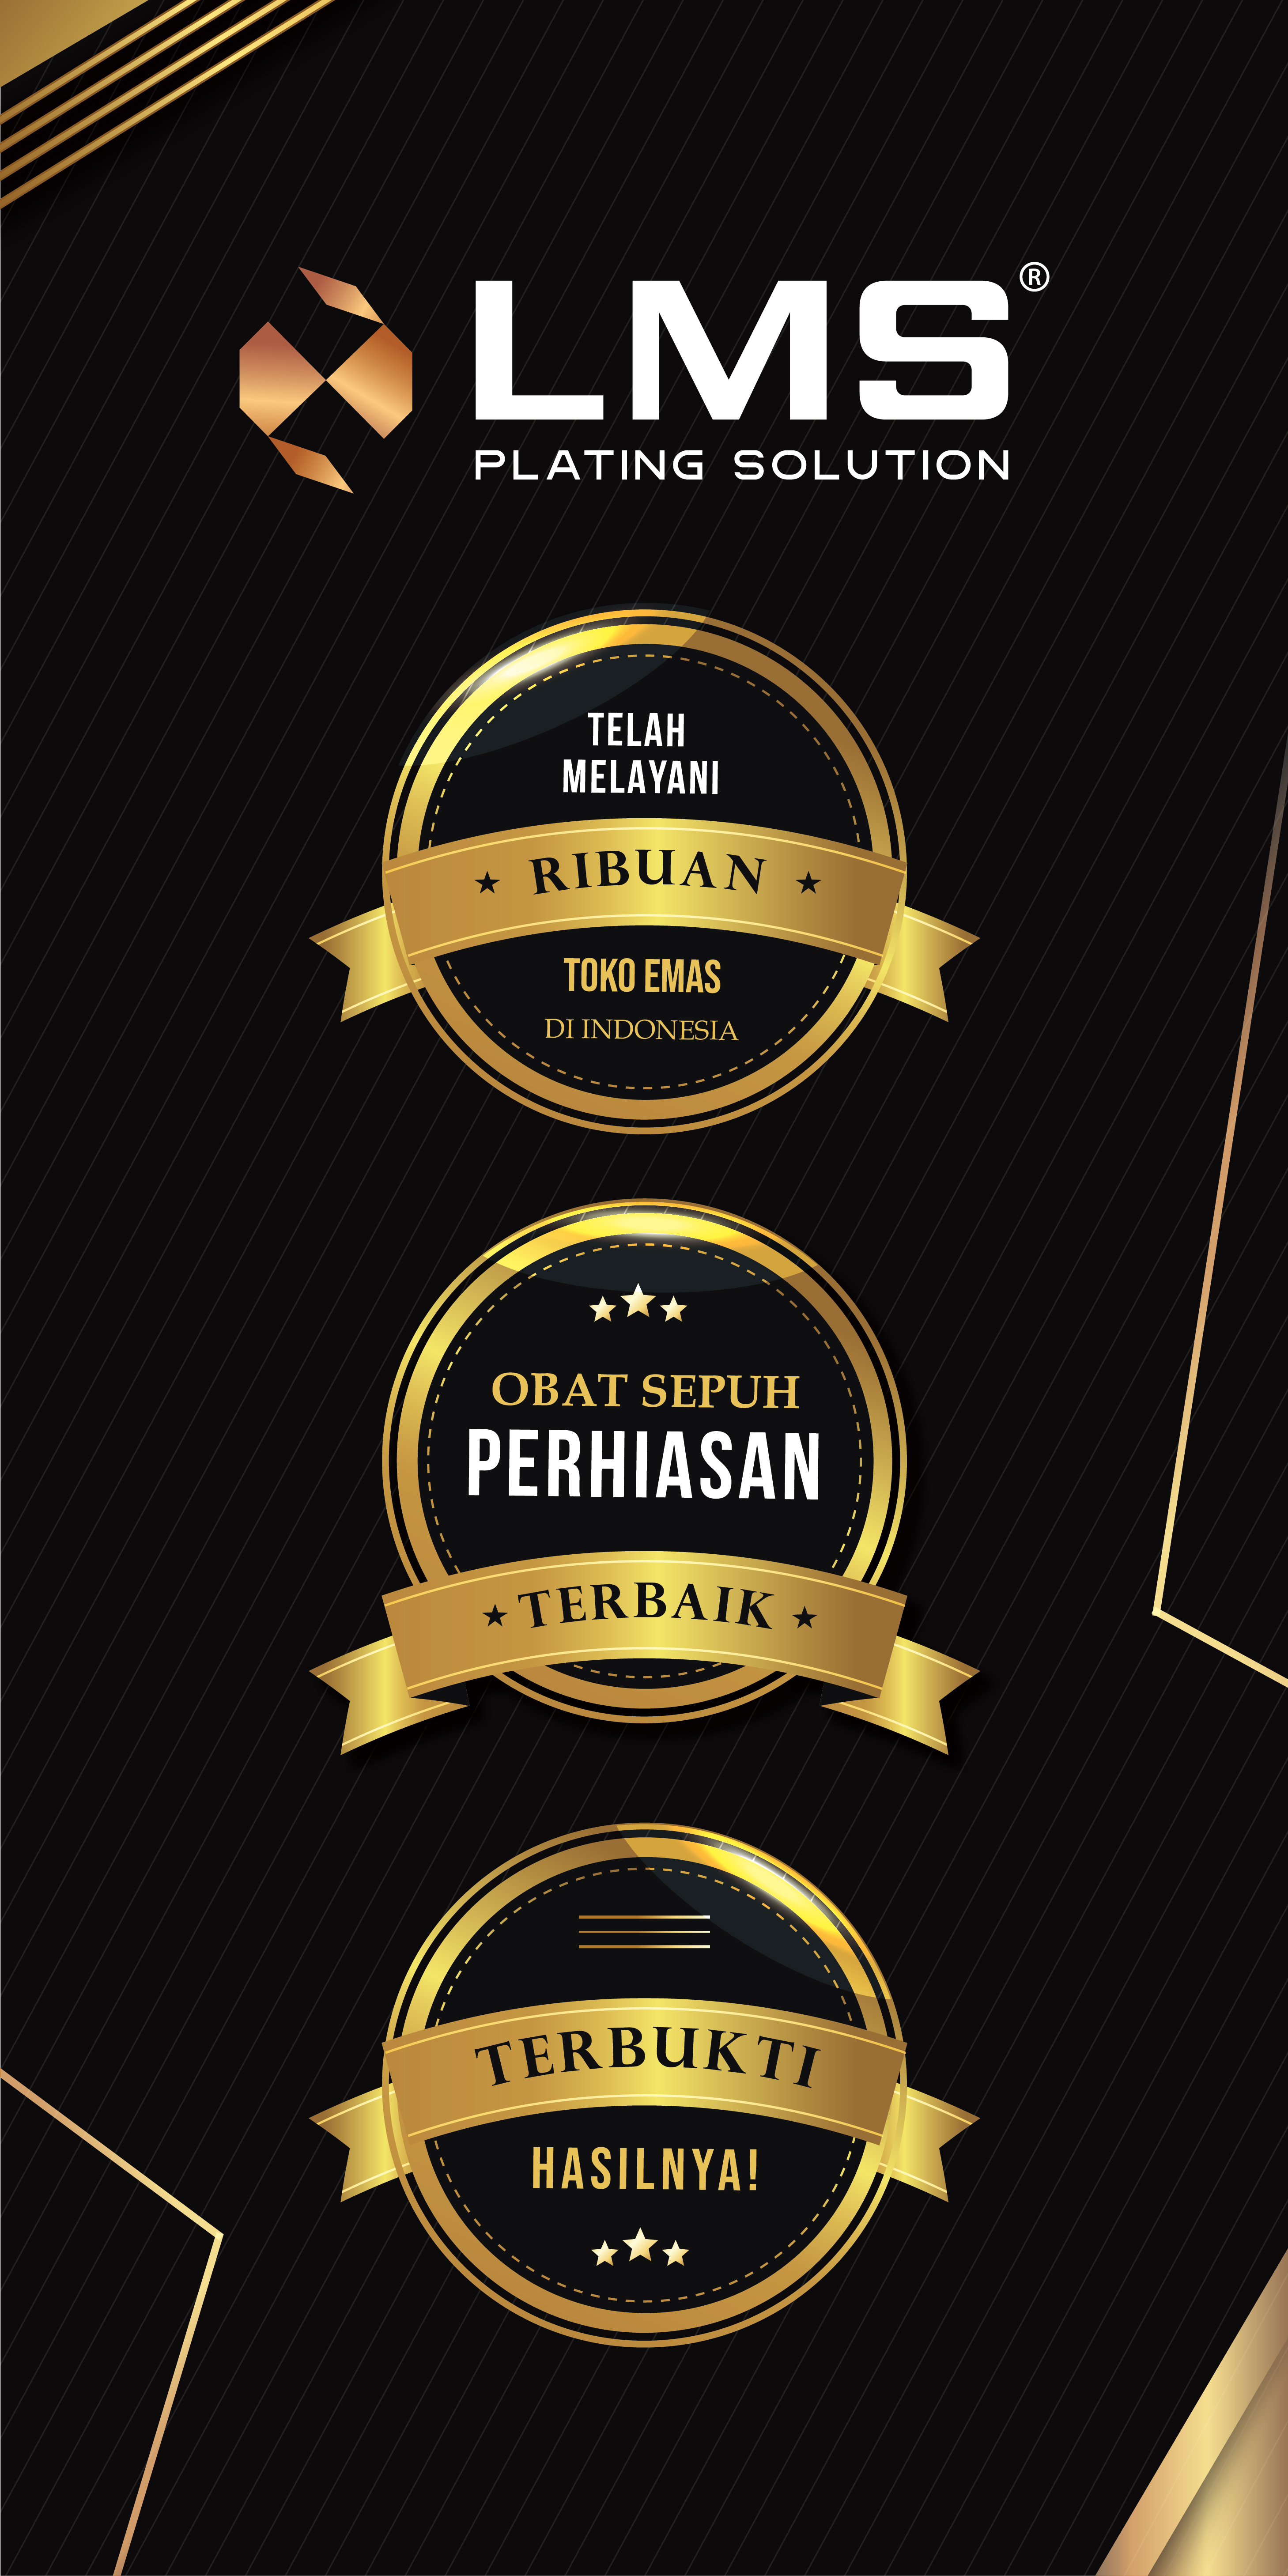 LMS®
PLATING SOLUTION
TELAH
MELAYANI
RIBUAN
TOKO EMAS
DI INDONESIA
OBAT SEPUH
PERHIASAN
TERBAIK
TERBUKTI
HASILNYA!